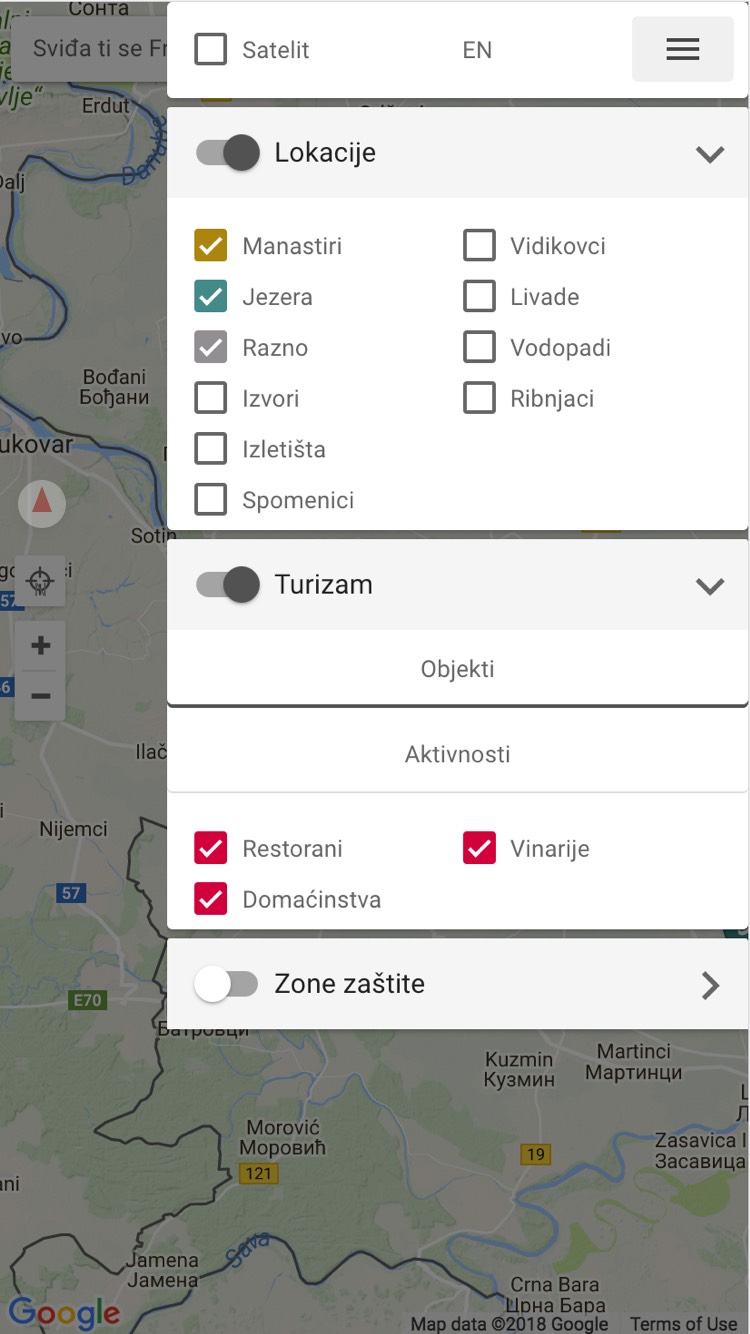 Сонта
Sviđa ti se Fr
Satelit
EN
vlje“
Erdut
Danube
Dalj
Lokacije
Manastiri
Vidikovci
Jezera
Livade
Razno
Vodopadi
Izvori
Ribnjaci
Izletišta
Spomenici
vo
Bođani
Бођани
ukovar
Sotin
57
Turizam
Objekti
Aktivnosti
Ilač
Nijemci
57
Restorani
Vinarije
Domaćinstva
E70
Zone zaštite
Батровци
Kuzmin
Кузмин
Martinci
Мартинци
Morović
Моровић
121
19
Zasavica I
Засавица
ani
Sava
Jamena
Јамена
Crna Bara
Црна Бара
Google
Map data ©2018 Google
Terms of Use